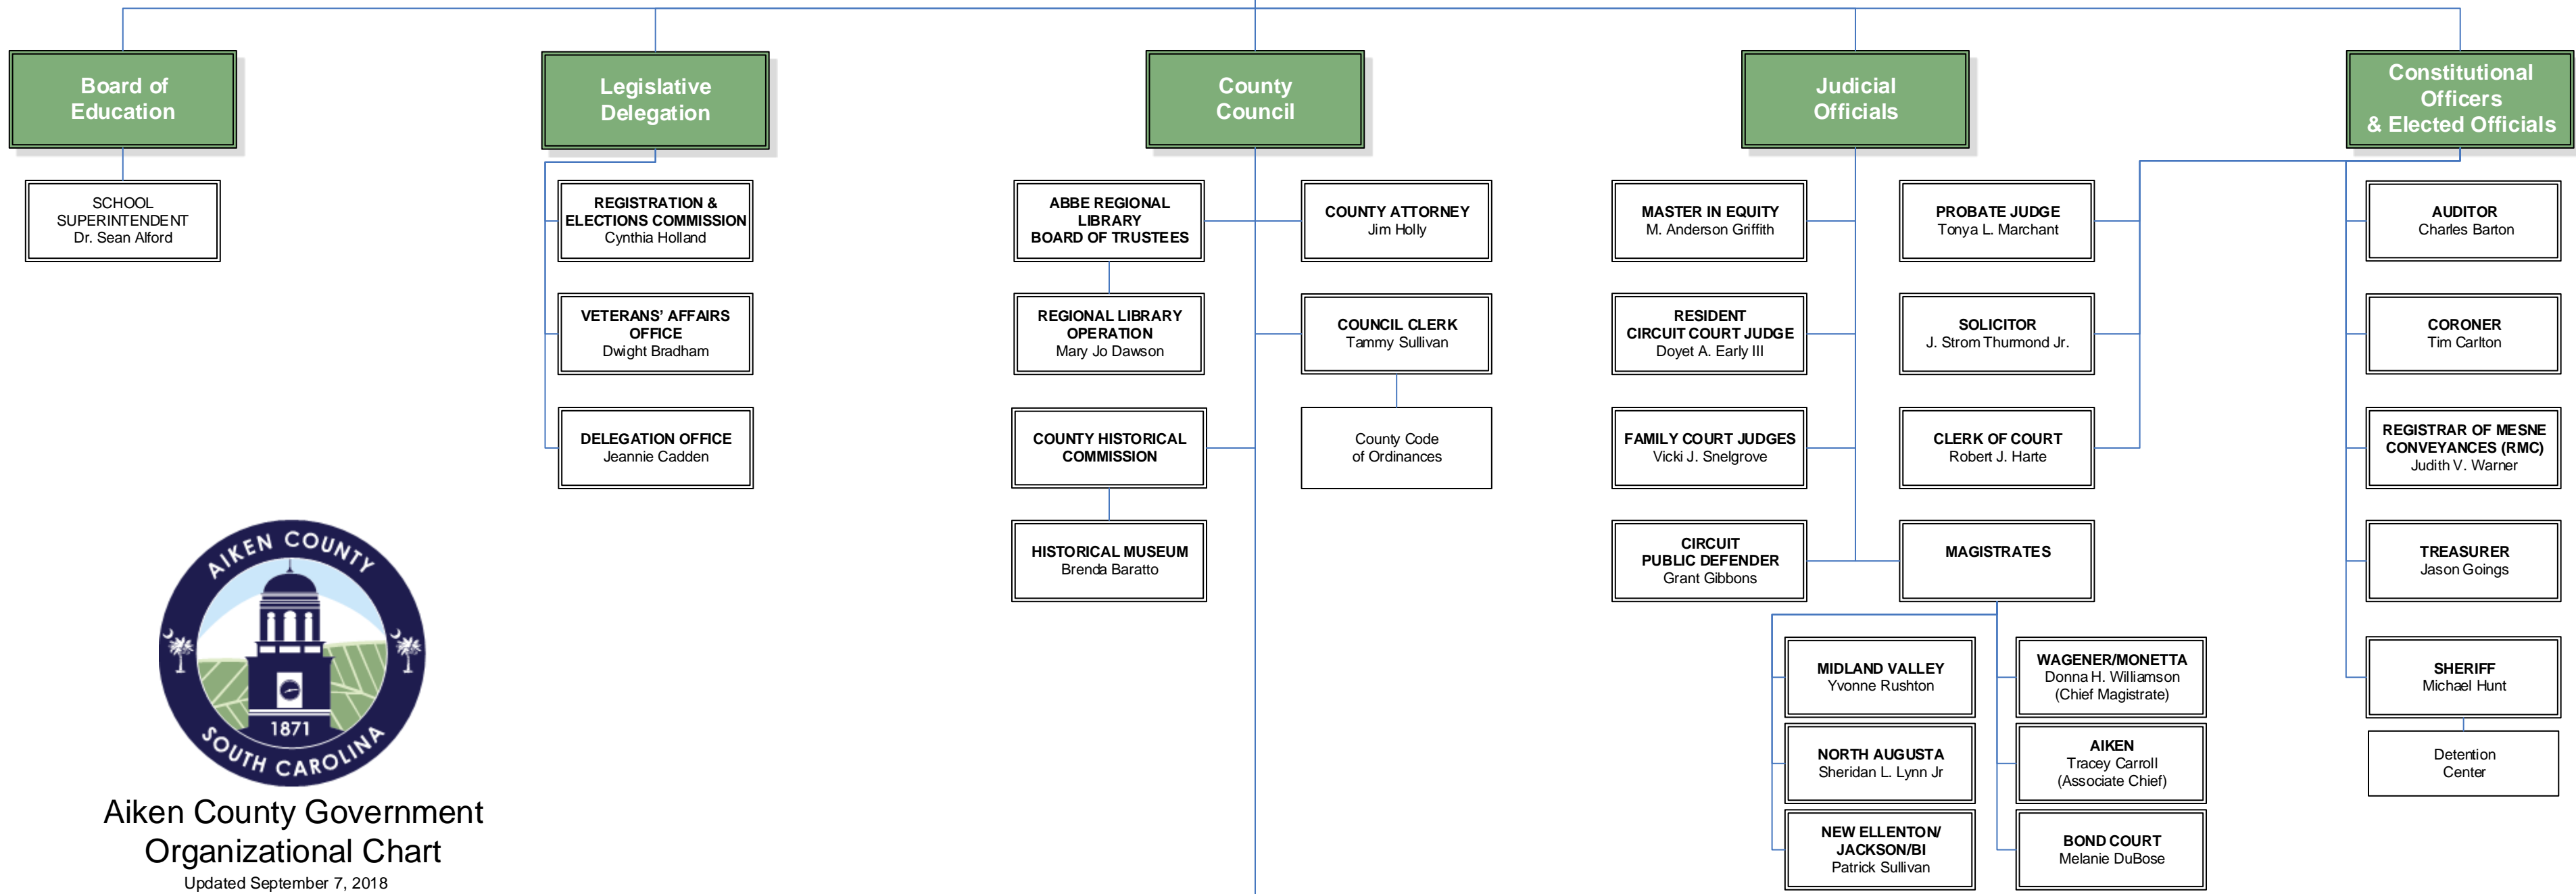 Board of
Education
Legislative
Delegation
County
Council
Judicial
Officials
Constitutional
Officers
& Elected Officials
SCHOOL
SUPERINTENDENT
Dr. Sean Alford
REGISTRATION &
ELECTIONS COMMISSION
Cynthia Holland
VETERANS’ AFFAIRS
OFFICE
Dwight Bradham
DELEGATION OFFICE
Jeannie Cadden
ABBE REGIONAL
LIBRARY
BOARD OF TRUSTEES
REGIONAL LIBRARY
OPERATION
Mary Jo Dawson
COUNTY HISTORICAL
COMMISSION
HISTORICAL MUSEUM
Brenda Baratto
COUNTY ATTORNEY
Jim Holly
COUNCIL CLERK
Tammy Sullivan
County Code
of Ordinances
MASTER IN EQUITY
M. Anderson Griffith
RESIDENT
CIRCUIT COURT JUDGE
Doyet A. Early III
FAMILY COURT JUDGES
Vicki J. Snelgrove
CIRCUIT
PUBLIC DEFENDER
Grant Gibbons
PROBATE JUDGE
Tonya L. Marchant
SOLICITOR
J. Strom Thurmond Jr.
CLERK OF COURT
Robert J. Harte
MAGISTRATES
MIDLAND VALLEY
Yvonne Rushton
NORTH AUGUSTA
Sheridan L. Lynn Jr
NEW ELLENTON/
JACKSON/BI
Patrick Sullivan
WAGENER/MONETTA
Donna H. Williamson
(Chief Magistrate)
AIKEN
Tracey Carroll
(Associate Chief)
BOND COURT
Melanie DuBose
AUDITOR
Charles Barton
CORONER
Tim Carlton
REGISTRAR OF MESNE
CONVEYANCES (RMC)
Judith V. Warner
TREASURER
Jason Goings
SHERIFF
Michael Hunt
Detention
Center
AIKEN COUNTY
1871
SOUTH CAROLINA
Aiken County Government
Organizational Chart
Updated September 7, 2018